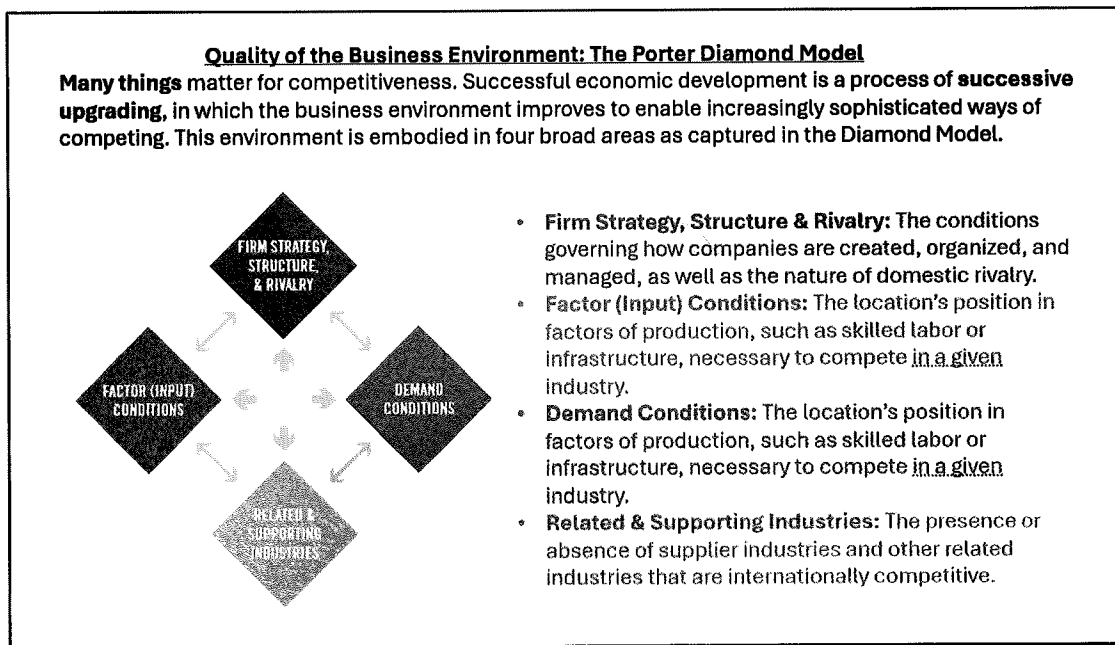 Quality of the Business Environment: The Porter Diamond Model
Many things matter for competitiveness. Successful economic development is a process of successive
upgrading, in which the business environment improves to enable increasingly sophisticated ways of
competing. This environment is embodied in four broad areas as captured in the Diamond Model.
FIRM STRATEGY,
STRUCTURE,
& RIVALRY
FACTOR (INPUT)
CONDITIONS
DEMAND
CONDITIONS
RELATED &
SUPPORTING
INDUSTRIES
• Firm Strategy, Structure & Rivalry: The conditions
governing how companies are created, organized, and
managed, as well as the nature of domestic rivalry.
• Factor (Input) Conditions: The location's position in
factors of production, such as skilled labor or
infrastructure, necessary to compete in a given
industry.
• Demand Conditions: The location's position in
factors of production, such as skilled labor or
infrastructure, necessary to compete in a given
industry.
• Related & Supporting Industries: The presence or
absence of supplier industries and other related
industries that are internationally competitive.